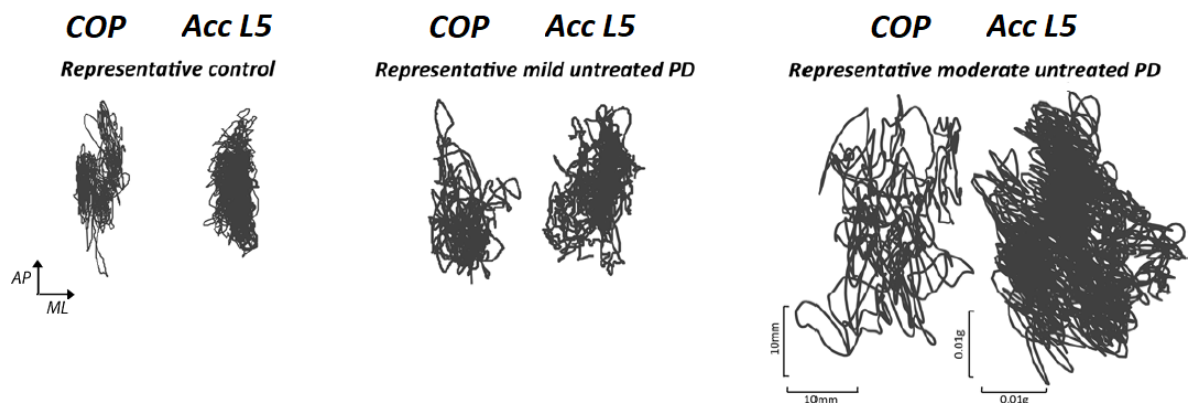 COP Acc L5
Representative control
COP Acc L5
Representative mild untreated PD
COP Acc L5
Representative moderate untreated PD
AP
ML
10mm
10mm
0.01g
0.01g